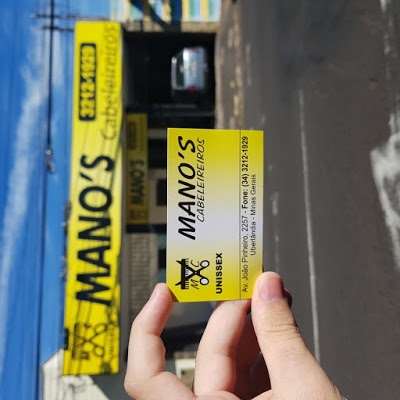 MANO'S
Cabeleireiros
3212-1929
MANO'S
MANO'S
CABELEIREIROS
MC
UNISSEX
Av. João Pinheiro, 2257 - Fone: (34) 3212-1929
Uberlândia - Minas Gerais